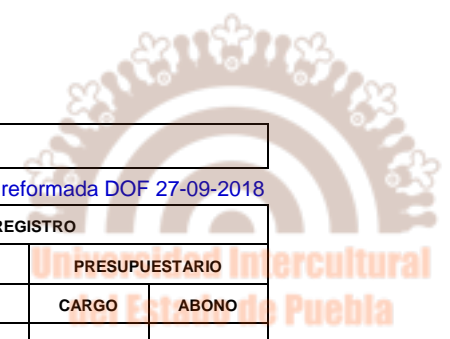 reformada DOF 27-09-2018
REGISTRO
PRESUPUESTARIO
Universidad Intercultural
CARGO ABONO
del Estado de Puebla